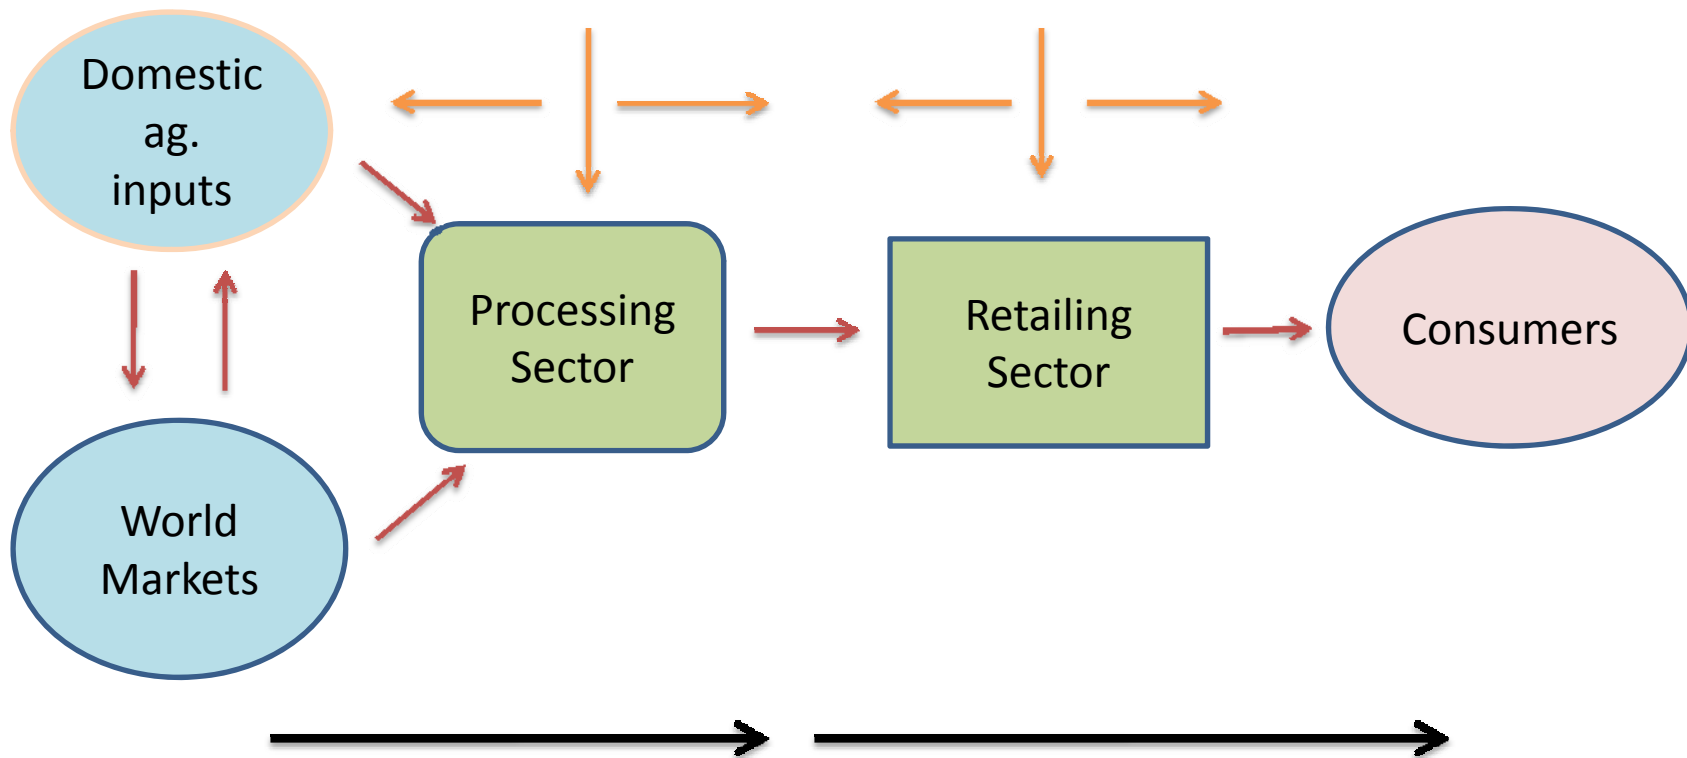 Domestic
ag.
inputs
Processing
Sector
Retailing
Sector
Consumers
World
Markets